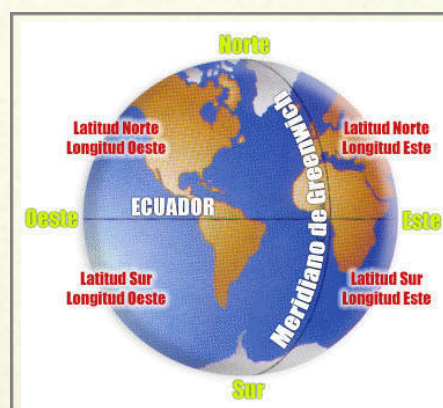 Norte
Latitud Norte
Longitud Oeste
Latitud Norte
Longitud Este
Meridiano de Greenwich
Oeste
ECUADOR
Este
Latitud Sur
Longitud Oeste
Latitud Sur
Longitud Este
Sur